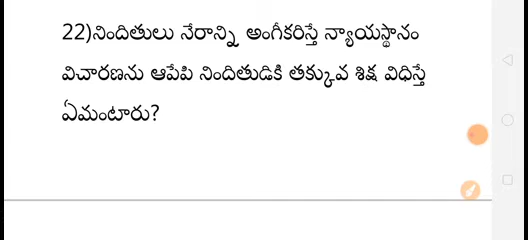 22)నిందితులు నేరాన్ని అంగీకరిస్తే న్యాయస్థానం
విచారణను ఆపేపి నిందితుడికి తక్కువ శిక్ష విధిస్తే
ఏమంటారు?